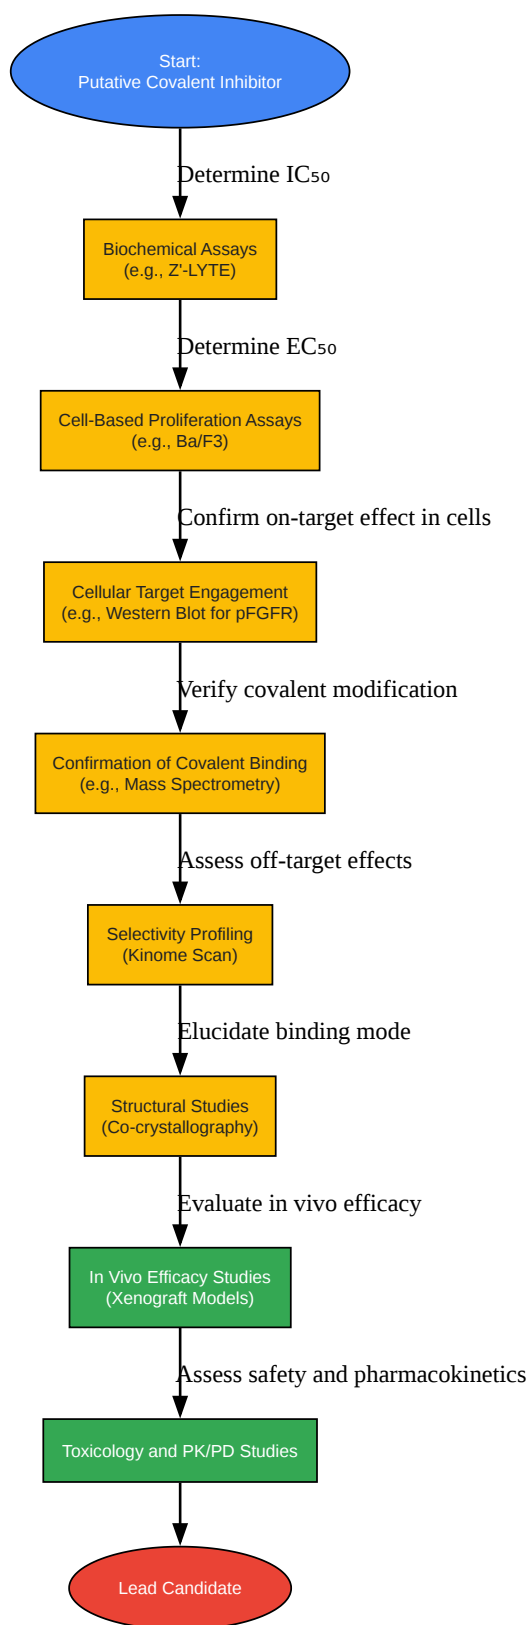 Start:
Putative Covalent Inhibitor
Determine IC₅₀
Biochemical Assays
(e.g., Z'-LYTE)
Determine EC₅₀
Cell-Based Proliferation Assays
(e.g., Ba/F3)
Confirm on-target effect in cells
Cellular Target Engagement
(e.g., Western Blot for pFGFR)
Verify covalent modification
Confirmation of Covalent Binding
(e.g., Mass Spectrometry)
Assess off-target effects
Selectivity Profiling
(Kinome Scan)
Elucidate binding mode
Structural Studies
(Co-crystallography)
Evaluate in vivo efficacy
In Vivo Efficacy Studies
(Xenograft Models)
Assess safety and pharmacokinetics
Toxicology and PK/PD Studies
Lead Candidate